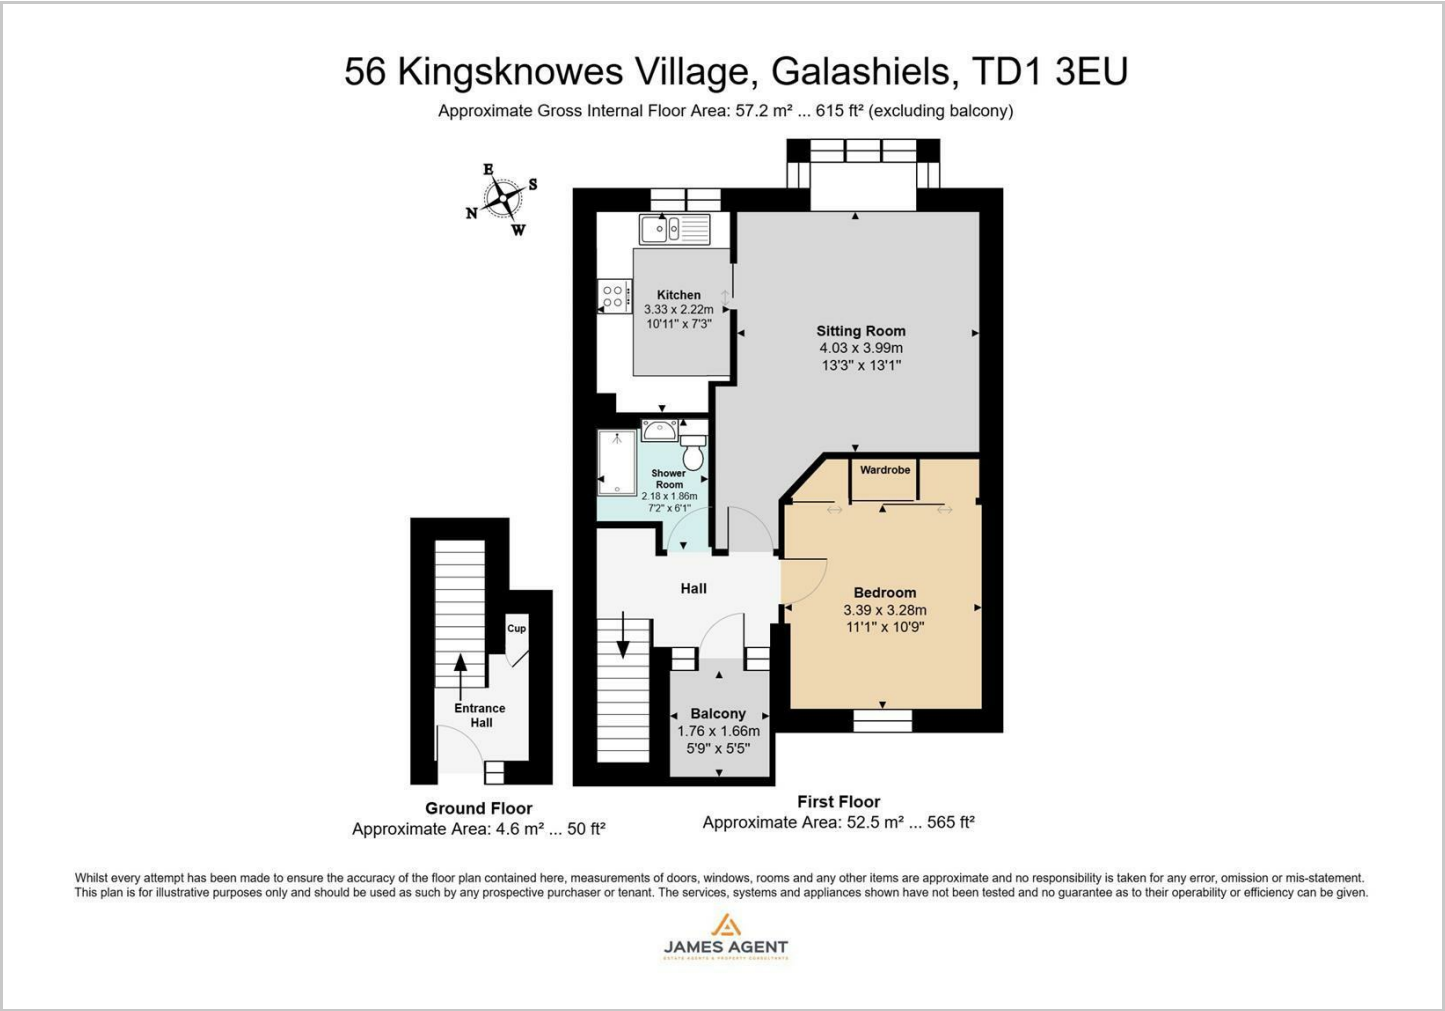 56 Kingsknowes Village, Galashiels, TD1 3EU
Approximate Gross Internal Floor Area: 57.2 m² ... 615 ft² (excluding balcony)
E
S
N
W
Kitchen
3.33 x 2.22m
10'11" x 7'3"
Sitting Room
4.03 x 3.99m
13'3" x 13'1"
Wardrobe
Shower
Room
2.18 x 1.86m
7'2" x 6'1"
Hall
Bedroom
3.39 x 3.28m
11'1" x 10'9"
Cup
Entrance
Hall
Balcony
1.76 x 1.66m
5'9" x 5'5"
Ground Floor
Approximate Area: 4.6 m² ... 50 ft²
First Floor
Approximate Area: 52.5 m² ... 565 ft²
Whilst every attempt has been made to ensure the accuracy of the floor plan contained here, measurements of doors, windows, rooms and any other items are approximate and no responsibility is taken for any error, omission or mis-statement.
This plan is for illustrative purposes only and should be used as such by any prospective purchaser or tenant. The services, systems and appliances shown have not been tested and no guarantee as to their operability or efficiency can be given.
JAMES AGENT
ESTATE AGENTS & PROPERTY CONSULTANTS